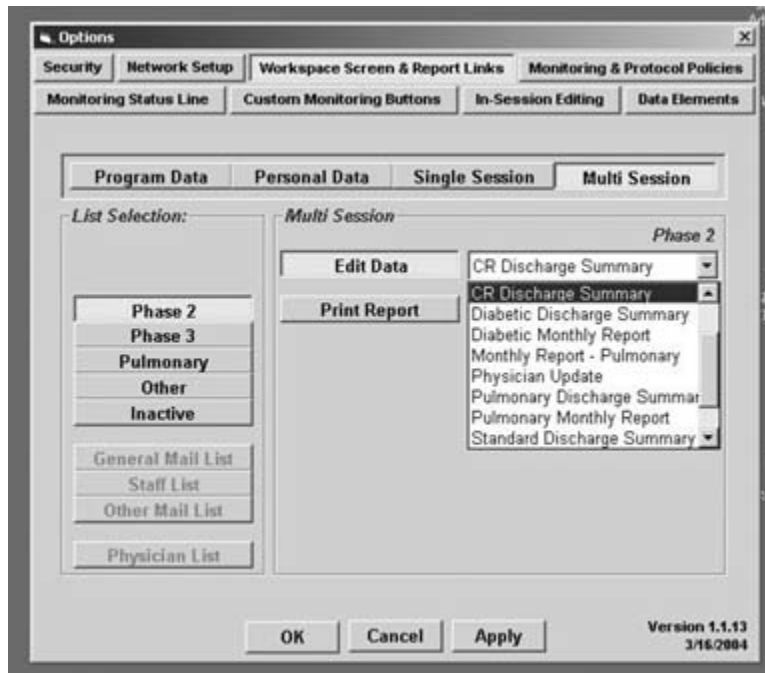 Options
Security Network Setup Workspace Screen & Report Links Monitoring & Protocol Policies
Monitoring Status Line Custom Monitoring Buttons In-Session Editing Data Elements
Program Data Personal Data Single Session Multi Session
List Selection:
Phase 2
Phase 3
Pulmonary
Other
Inactive
General Mail List
Staff List
Other Mail List
Physician List
Multi Session
Phase 2
Edit Data CR Discharge Summary
Print Report
CR Discharge Summary
Diabetic Discharge Summary
Diabetic Monthly Report
Monthly Report - Pulmonary
Physician Update
Pulmonary Discharge Summar
Pulmonary Monthly Report
Standard Discharge Summary
OK Cancel Apply
Version 1.1.13
3/16/2004